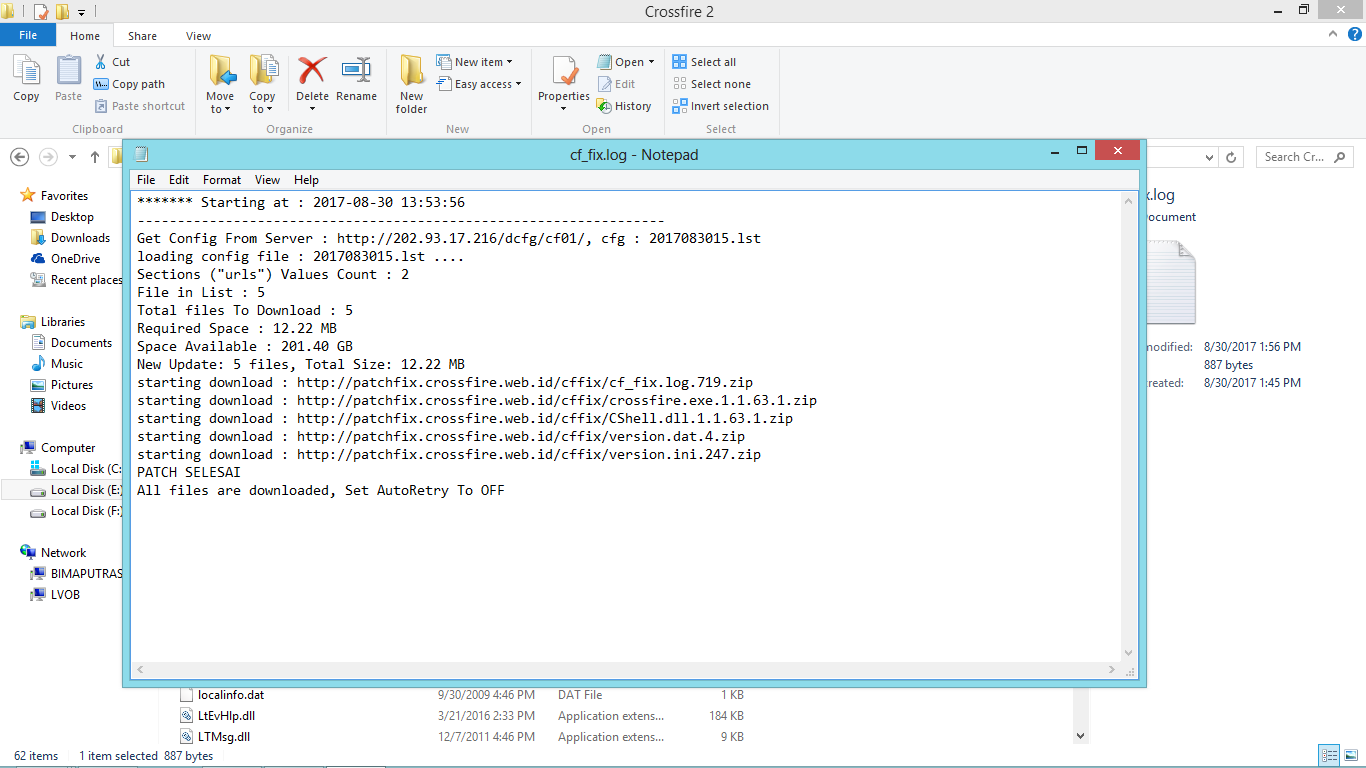 Crossfire 2
File Home Share View
Copy
Paste
Cut
Copy path
Paste shortcut
Clipboard
Move to
Copy to
Delete
Rename
Organize
New folder
New item
Easy access
New
Properties
Open
Edit
History
Open
Select all
Select none
Invert selection
Select
Search Cr...
cf_fix.log - Notepad
File Edit Format View Help
******* Starting at : 2017-08-30 13:53:56
------------------------------------------------------------------
Get Config From Server : http://202.93.17.216/dcfg/cf01/, cfg : 2017083015.lst
loading config file : 2017083015.lst ....
Sections ("urls") Values Count : 2
File in List : 5
Total files To Download : 5
Required Space : 12.22 MB
Space Available : 201.40 GB
New Update: 5 files, Total Size: 12.22 MB
starting download : http://patchfix.crossfire.web.id/cffix/cf_fix.log.719.zip
starting download : http://patchfix.crossfire.web.id/cffix/crossfire.exe.1.1.63.1.zip
starting download : http://patchfix.crossfire.web.id/cffix/CShell.dll.1.1.63.1.zip
starting download : http://patchfix.crossfire.web.id/cffix/version.dat.4.zip
starting download : http://patchfix.crossfire.web.id/cffix/version.ini.247.zip
PATCH SELESAI
All files are downloaded, Set AutoRetry To OFF
Favorites
Desktop
Downloads
OneDrive
Recent places
Libraries
Documents
Music
Pictures
Videos
Computer
Local Disk (C:
Local Disk (E:)
Local Disk (F:)
Network
BIMAPUTRAS
LVOB
x.log
ocument
modified: 8/30/2017 1:56 PM
887 bytes
reated: 8/30/2017 1:45 PM
localinfo.dat 9/30/2009 4:46 PM DAT File 1 KB
LtEvHlp.dll 3/21/2016 2:33 PM Application extens... 184 KB
LTMsg.dll 12/7/2011 4:46 PM Application extens... 9 KB
62 items 1 item selected 887 bytes